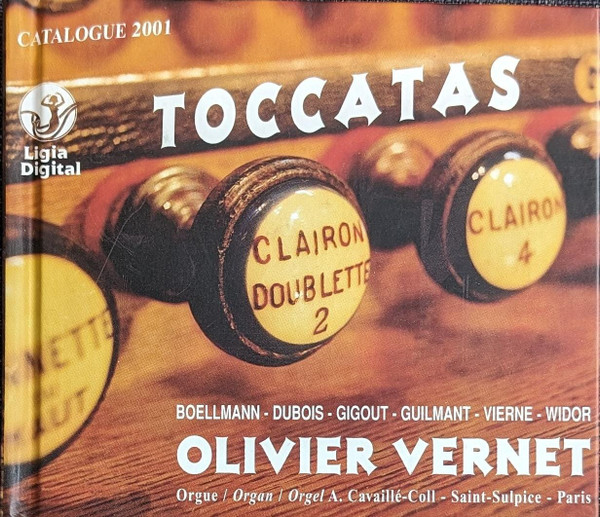 CATALOGUE 2001
TOCCATAS
Ligia
Digital
CLAIRON
DOUBLETTE
2
CLAIRON
4
BOELLMANN - DUBOIS - GIGOUT - GUILMANT - VIERNE - WIDOR
OLIVIER VERNET
Orgue / Organ / Orgel A. Cavaillé-Coll - Saint-Sulpice - Paris